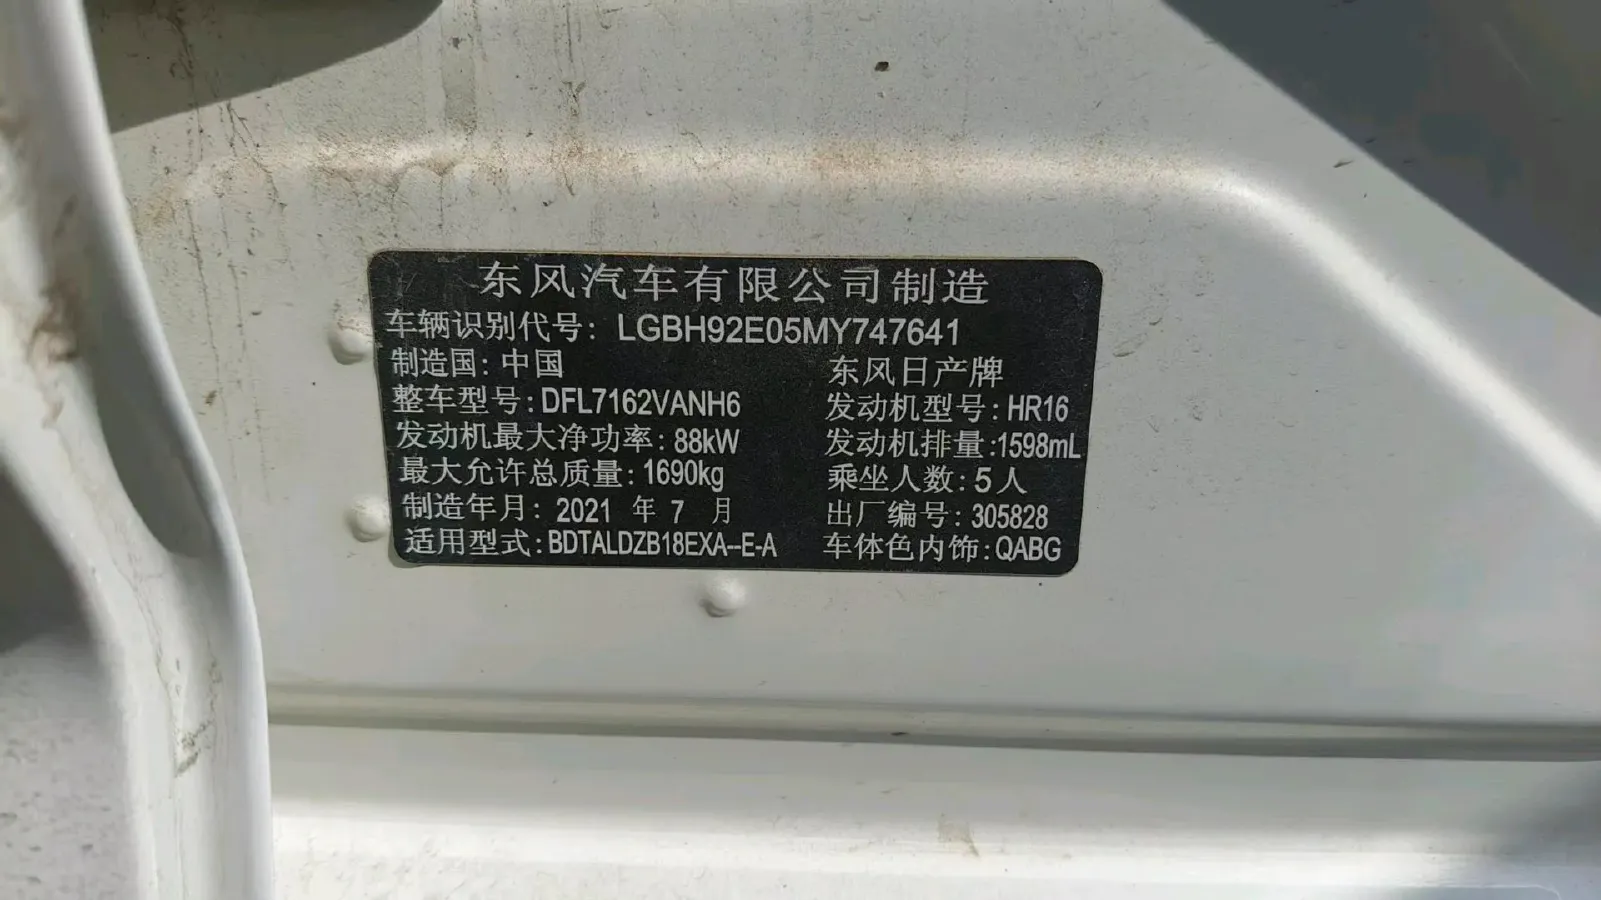 东风汽车有限公司制造
车辆识别代号：LGBH92E05MY747641
制造国：中国 东风日产牌
整车型号：DFL7162VANH6 发动机型号：HR16
发动机最大净功率：88kW 发动机排量：1598mL
最大允许总质量：1690kg 乘坐人数：5人
制造年月：2021 年 7 月 出厂编号：305828
适用型式：BDTALDZB18EXA--E-A 车体色内饰：QABG